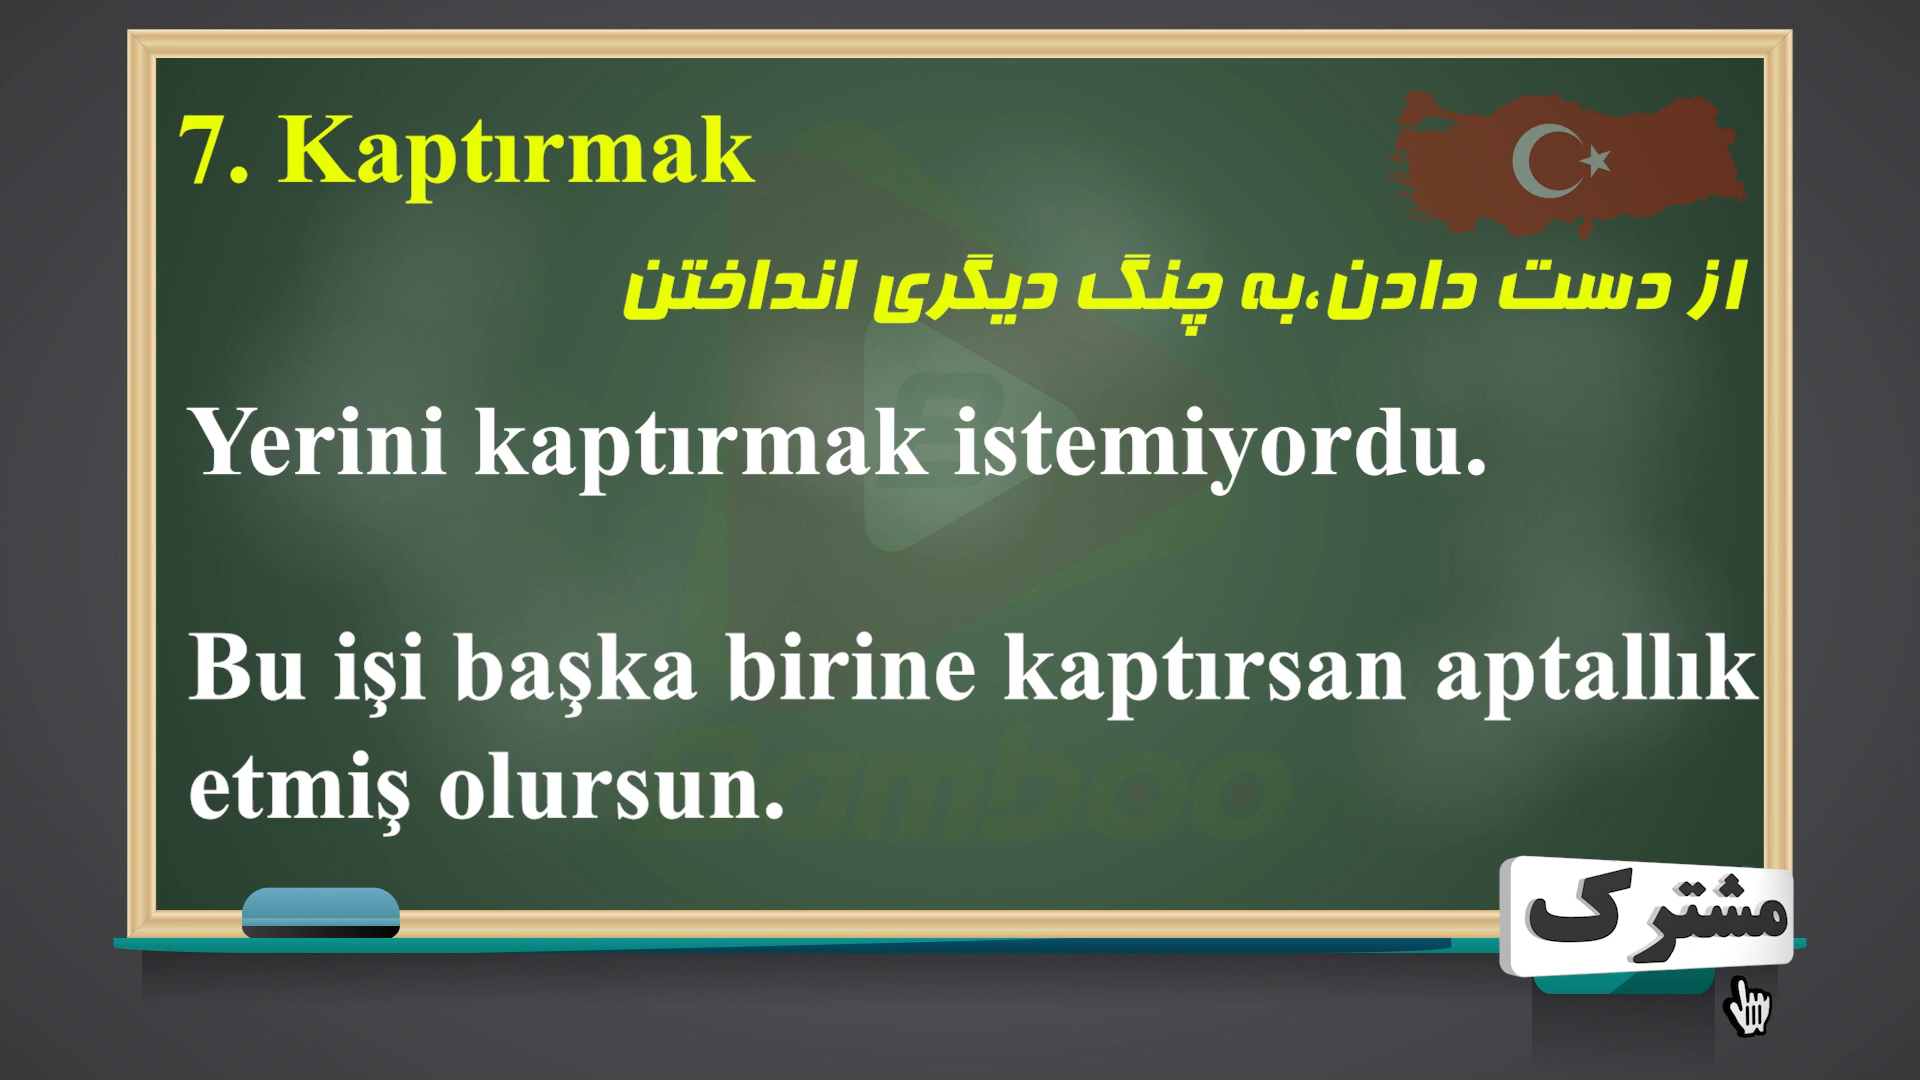 7. Kaptırmak
از دست دادن،به چنگ دیگری انداختن
Yerini kaptırmak istemiyordu.
Bu işi başka birine kaptırsan aptallık
etmiş olursun.
Bamboo
مشترک